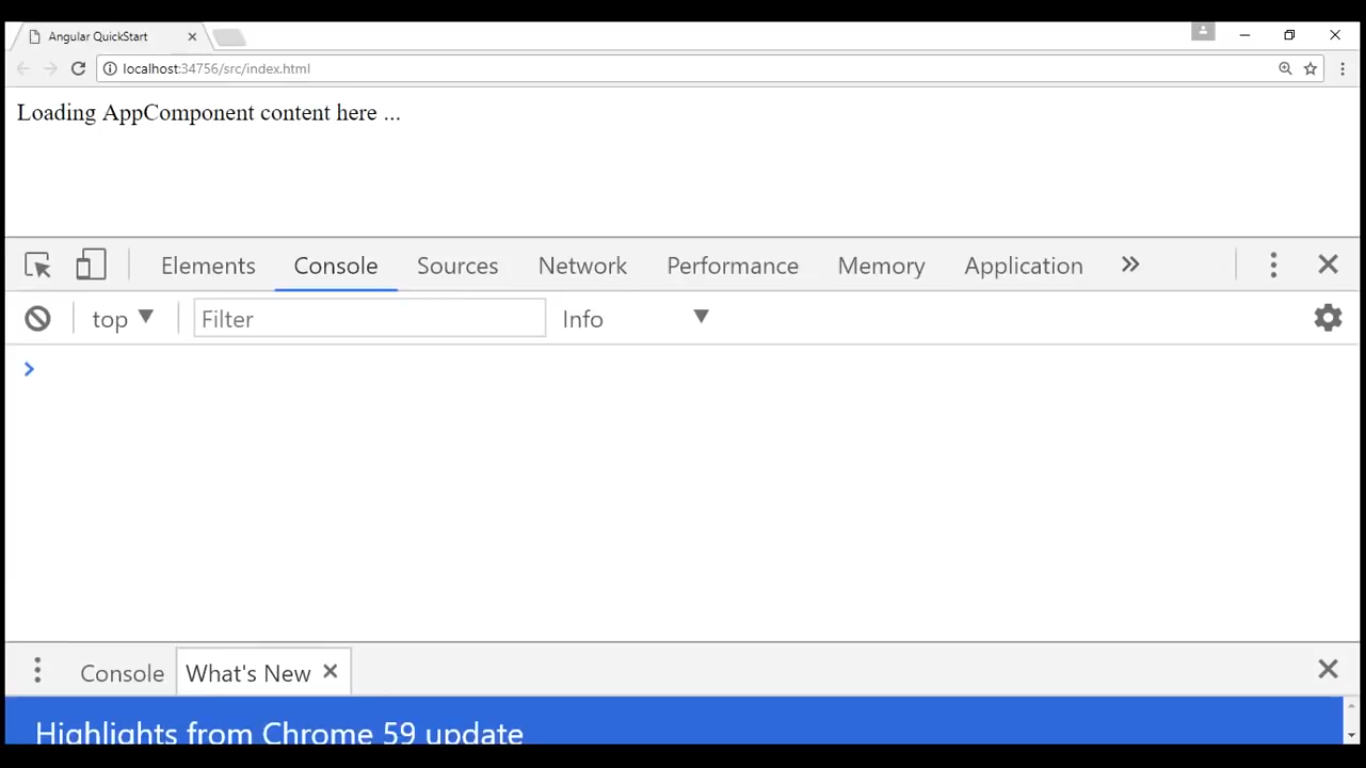 Angular QuickStart
localhost:34756/src/index.html
Loading AppComponent content here ...
Elements Console Sources Network Performance Memory Application
top Filter Info
Console What's New
Highlights from Chrome 59 update